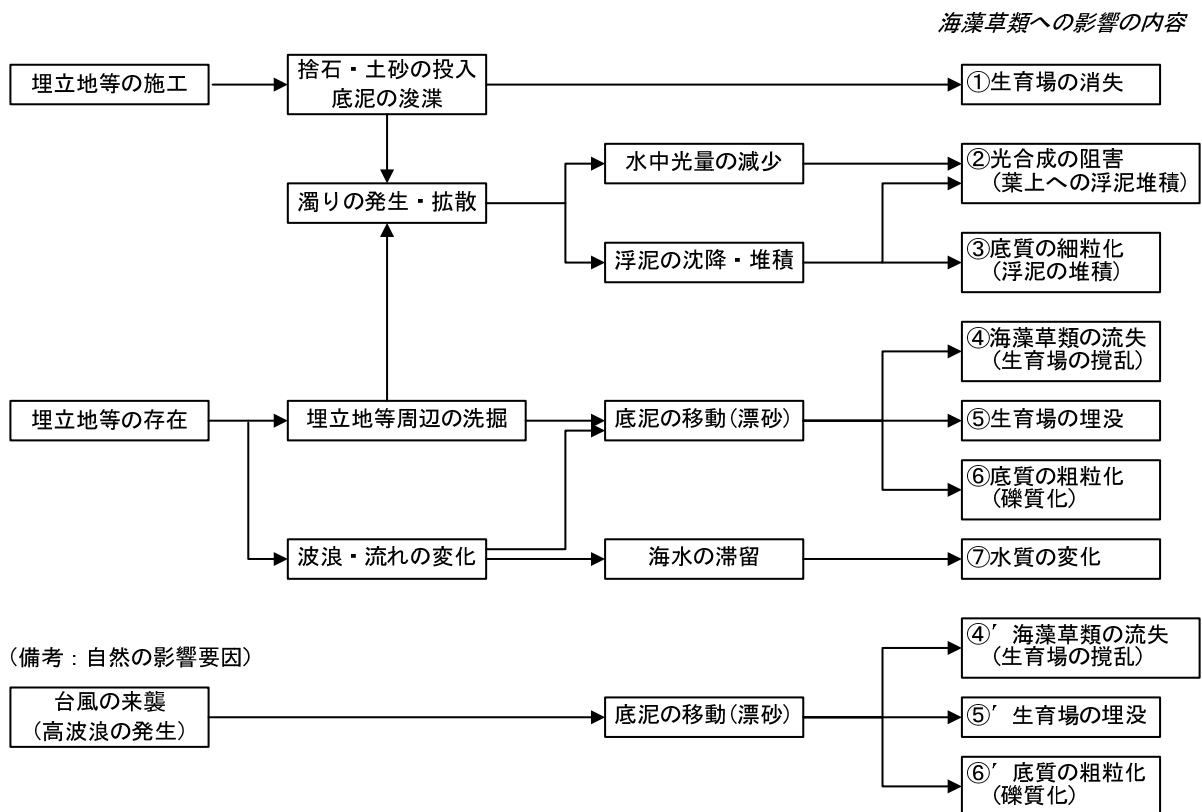 海藻草類への影響の内容
埋立地等の施工
捨石・土砂の投入
底泥の浚渫
①生育場の消失
水中光量の減少
②光合成の阻害
(葉上への浮泥堆積)
濁りの発生・拡散
浮泥の沈降・堆積
③底質の細粒化
(浮泥の堆積)
④海藻草類の流失
(生育場の撹乱)
埋立地等の存在
埋立地等周辺の洗掘
底泥の移動(漂砂)
⑤生育場の埋没
⑥底質の粗粒化
(礫質化)
波浪・流れの変化
海水の滞留
⑦水質の変化
(備考：自然の影響要因)
④′ 海藻草類の流失
(生育場の撹乱)
台風の来襲
(高波浪の発生)
底泥の移動(漂砂)
⑤′ 生育場の埋没
⑥′ 底質の粗粒化
(礫質化)